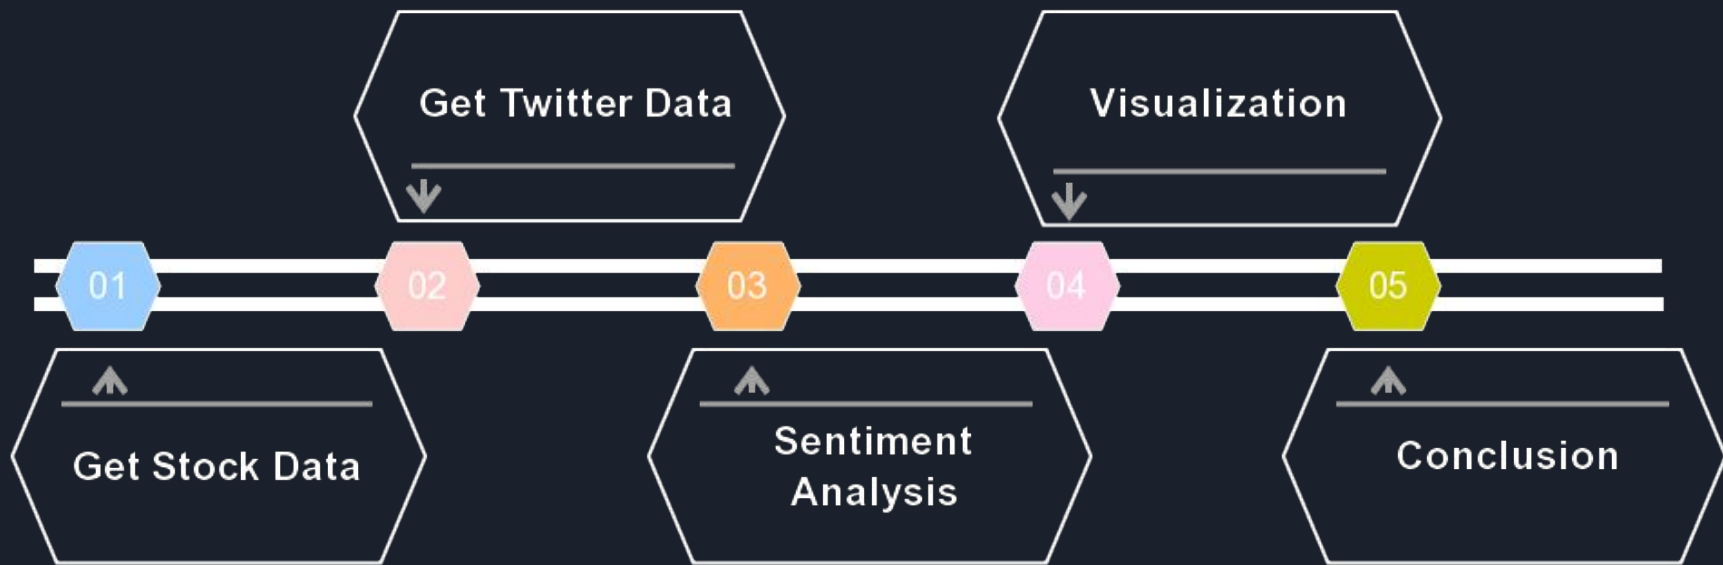 Get Twitter Data
Visualization
01
02
03
04
05
Get Stock Data
Sentiment
Analysis
Conclusion